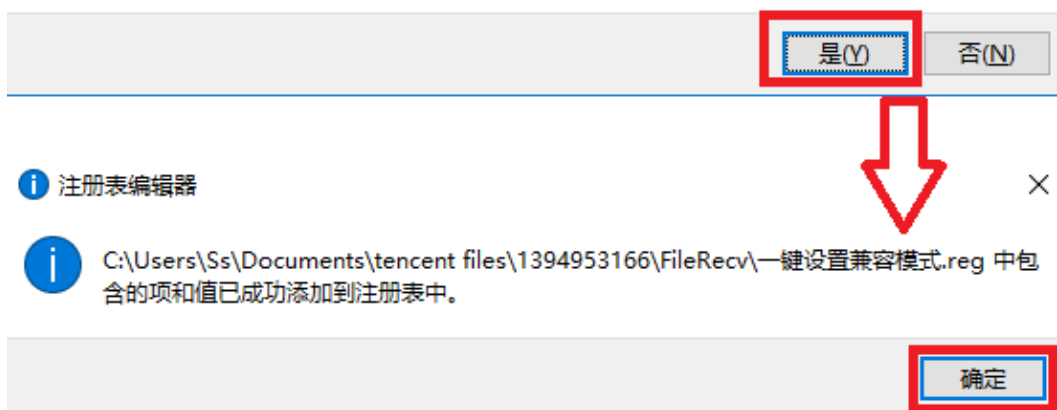 是(Y) 否(N)
注册表编辑器
C:\Users\Ss\Documents\tencent files\1394953166\FileRecv\一键设置兼容模式.reg 中包
含的项和值已成功添加到注册表中。
确定